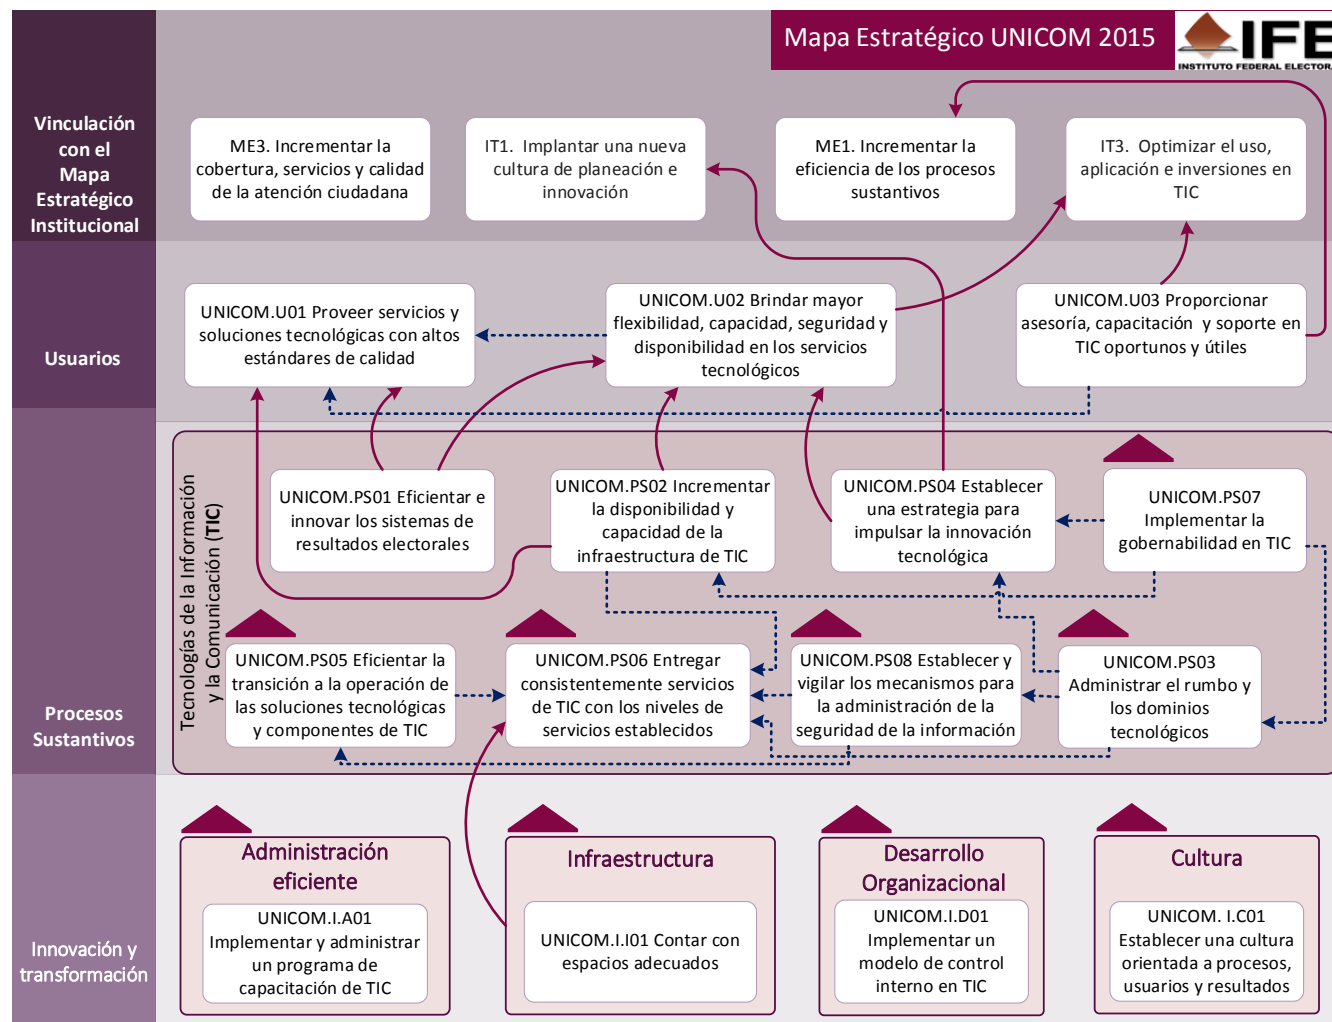 Mapa Estratégico UNICOM 2015
IFE
INSTITUTO FEDERAL ELECTORA
Vinculación
con el
Mapa
Estratégico
Institucional
ME3. Incrementar la
cobertura, servicios y calidad
de la atención ciudadana
IT1. Implantar una nueva
cultura de planeación e
innovación
ME1. Incrementar la
eficiencia de los procesos
sustantivos
IT3. Optimizar el uso,
aplicación e inversiones en
TIC
Usuarios
UNICOM.U01 Proveer servicios y
soluciones tecnológicas con altos
estándares de calidad
UNICOM.U02 Brindar mayor
flexibilidad, capacidad, seguridad y
disponibilidad en los servicios
tecnológicos
UNICOM.U03 Proporcionar
asesoría, capacitación y soporte en
TIC oportunos y útiles
Procesos
Sustantivos
Tecnologías de la Información
y la Comunicación (TIC)
UNICOM.PS01 Eficientar e
innovar los sistemas de
resultados electorales
UNICOM.PS02 Incrementar
la disponibilidad y
capacidad de la
infraestructura de TIC
UNICOM.PS04 Establecer
una estrategia para
impulsar la innovación
tecnológica
UNICOM.PS07
Implementar la
gobernabilidad en TIC
UNICOM.PS05 Eficientar la
transición a la operación de
las soluciones tecnológicas
y componentes de TIC
UNICOM.PS06 Entregar
consistentemente servicios
de TIC con los niveles de
servicios establecidos
UNICOM.PS08 Establecer y
vigilar los mecanismos para
la administración de la
seguridad de la información
UNICOM.PS03
Administrar el rumbo y
los dominios
tecnológicos
Innovación y
transformación
Administración
eficiente
UNICOM.I.A01
Implementar y administrar
un programa de
capacitación de TIC
Infraestructura
UNICOM.I.I01 Contar con
espacios adecuados
Desarrollo
Organizacional
UNICOM.I.D01
Implementar un
modelo de control
interno en TIC
Cultura
UNICOM. I.C01
Establecer una cultura
orientada a procesos,
usuarios y resultados